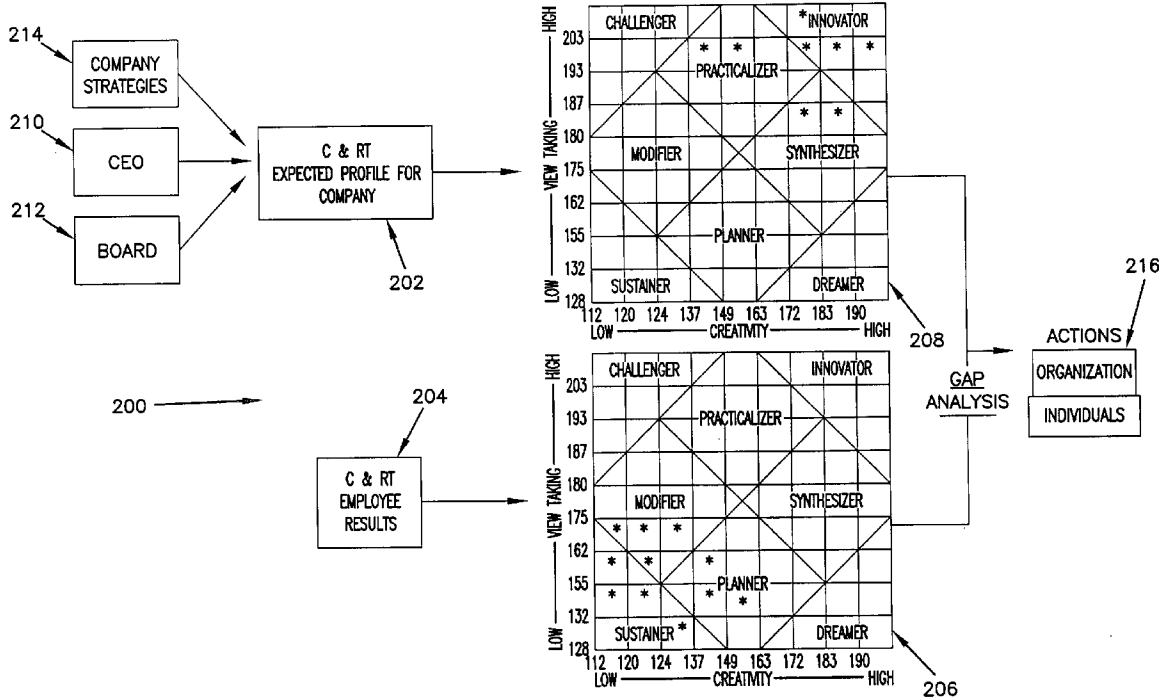 214
COMPANY
STRATEGIES
210
CEO
212
BOARD
C & RT
EXPECTED PROFILE FOR
COMPANY
202
HIGH
VIEW TAKING
LOW
203
193
187
180
175
162
155
132
128
CHALLENGER
*INNOVATOR
* * * * *
PRACTICALIZER
* *
MODIFIER
SYNTHESIZER
PLANNER
SUSTAINER
DREAMER
112 120 124 137 149 163 172 183 190
LOW CREATIVITY HIGH
208
200
204
C & RT
EMPLOYEE
RESULTS
HIGH
VIEW TAKING
LOW
203
193
187
180
175
162
155
132
128
CHALLENGER
INNOVATOR
PRACTICALIZER
MODIFIER
SYNTHESIZER
* * *
* * *
PLANNER
* * * *
SUSTAINER *
DREAMER
112 120 124 137 149 163 172 183 190
LOW CREATIVITY HIGH
206
GAP
ANALYSIS
216
ACTIONS
ORGANIZATION
INDIVIDUALS